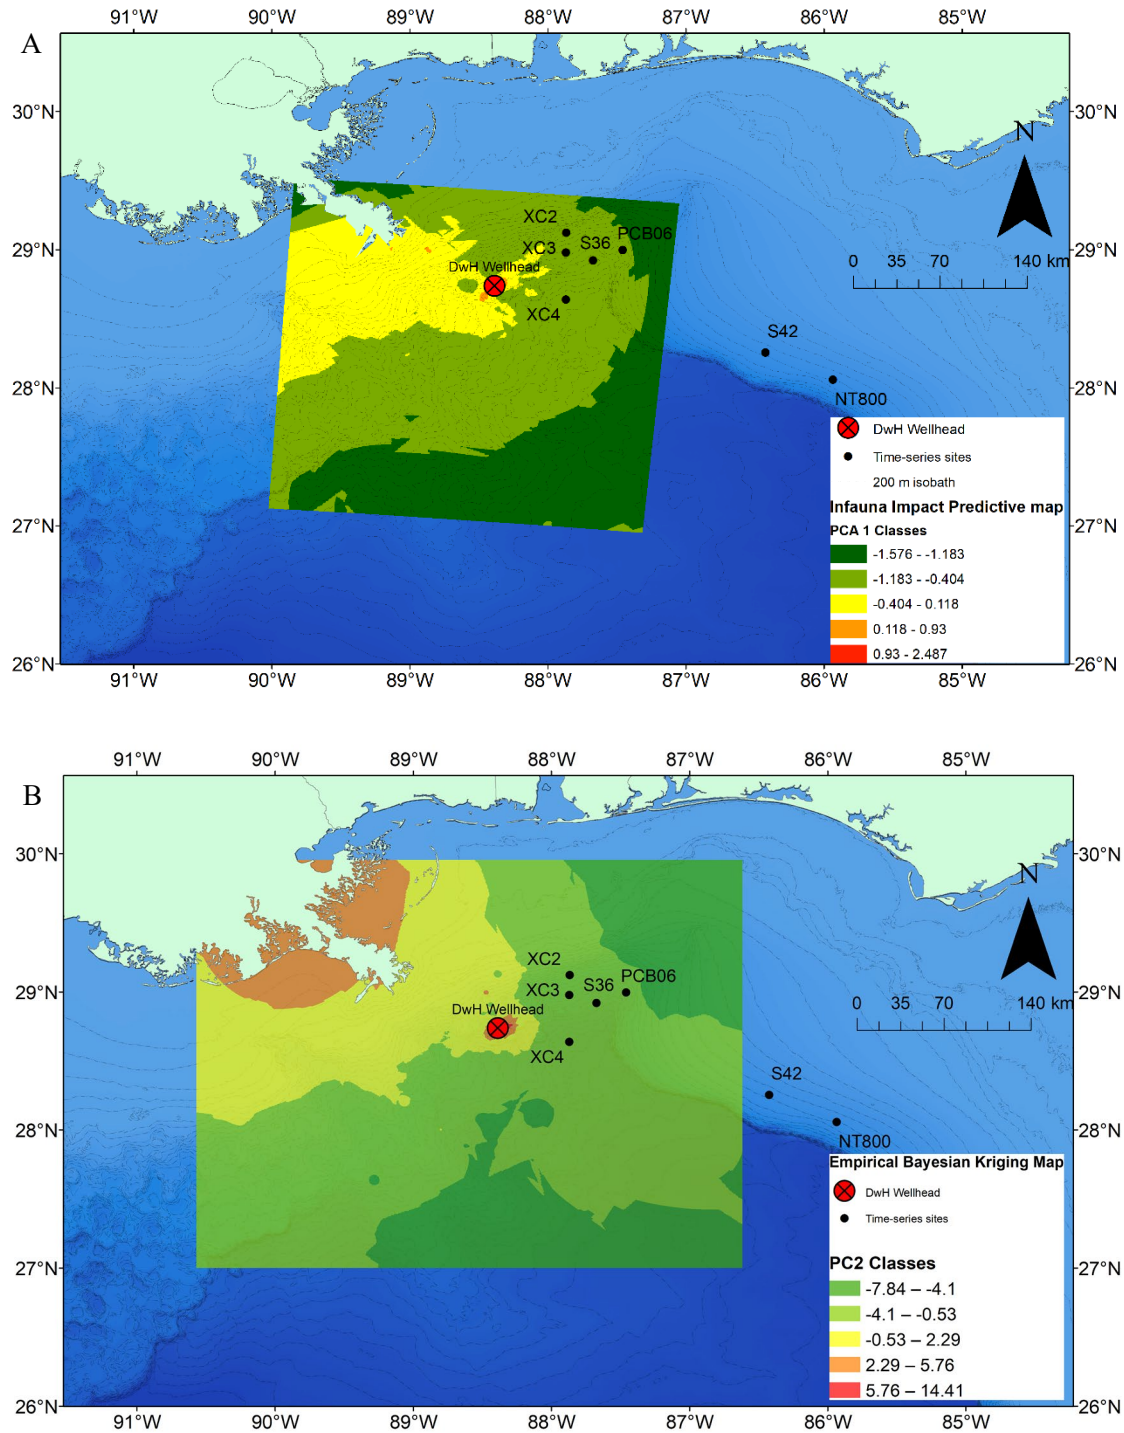 91°W 90°W 89°W 88°W 87°W 86°W 85°W
A
30°N 30°N
N
29°N 29°N
XC2
XC3 S36 PCB06
DwH Wellhead
0 35 70 140 km
XC4
S42
28°N 28°N
NT800
DwH Wellhead
Time-series sites
200 m isobath
Infauna Impact Predictive map
PCA 1 Classes
27°N 27°N
-1.576 - -1.183
-1.183 - -0.404
-0.404 - 0.118
0.118 - 0.93
0.93 - 2.487
26°N 26°N
91°W 90°W 89°W 88°W 87°W 86°W 85°W
91°W 90°W 89°W 88°W 87°W 86°W 85°W
B
30°N 30°N
N
29°N 29°N
XC2
XC3 S36 PCB06
DwH Wellhead
0 35 70 140 km
XC4
S42
28°N 28°N
NT800
Empirical Bayesian Kriging Map
DwH Wellhead
Time-series sites
27°N 27°N
PC2 Classes
-7.84 – -4.1
-4.1 – -0.53
-0.53 – 2.29
2.29 – 5.76
5.76 – 14.41
26°N 26°N
91°W 90°W 89°W 88°W 87°W 86°W 85°W